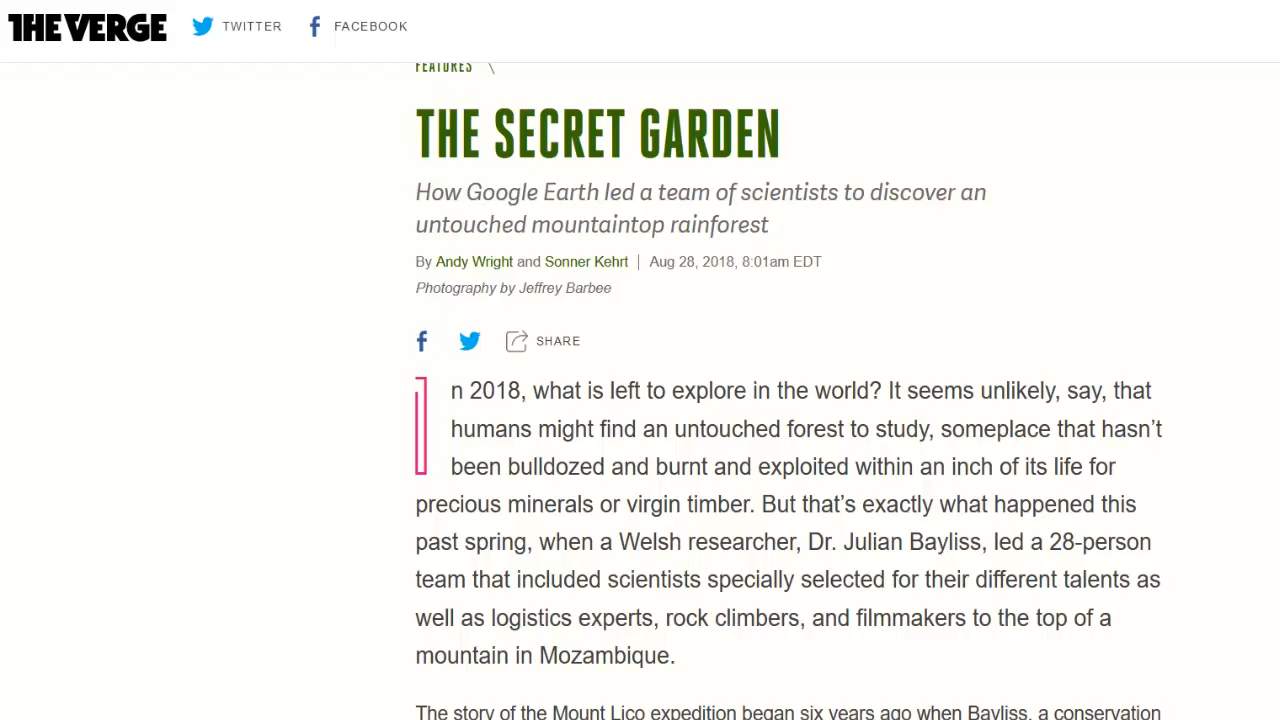 THE VERGE TWITTER FACEBOOK
FEATURES
THE SECRET GARDEN
How Google Earth led a team of scientists to discover an
untouched mountaintop rainforest
By Andy Wright and Sonner Kehrt | Aug 28, 2018, 8:01am EDT
Photography by Jeffrey Barbee
SHARE
In 2018, what is left to explore in the world? It seems unlikely, say, that
humans might find an untouched forest to study, someplace that hasn’t
been bulldozed and burnt and exploited within an inch of its life for
precious minerals or virgin timber. But that’s exactly what happened this
past spring, when a Welsh researcher, Dr. Julian Bayliss, led a 28-person
team that included scientists specially selected for their different talents as
well as logistics experts, rock climbers, and filmmakers to the top of a
mountain in Mozambique.
The story of the Mount Lico expedition began six years ago when Bayliss, a conservation